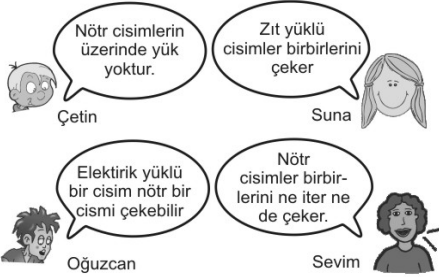 Nötr cisimlerin
üzerinde yük
yoktur.
Çetin
Zıt yüklü
cisimler birbirlerini
çeker
Suna
Elektirik yüklü
bir cisim nötr bir
cismi çekebilir
Oğuzcan
Nötr
cisimler birbir-
lerini ne iter ne
de çeker.
Sevim